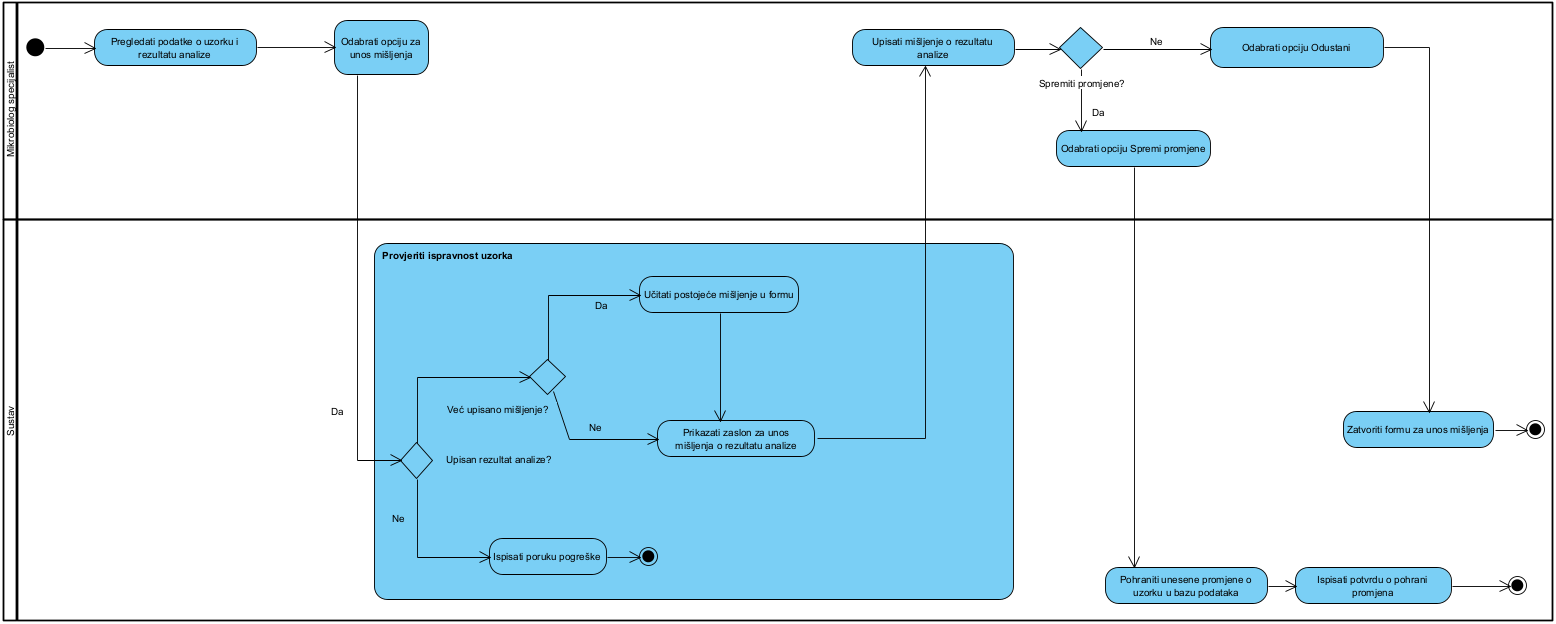 Mikrobiolog specijalist
Pregledati podatke o uzorku i
rezultatu analize
Odabrati opciju za
unos mišljenja
Upisati mišljenje o rezultatu
analize
Ne
Odabrati opciju Odustani
Spremiti promjene?
Da
Odabrati opciju Spremi promjene
Sustav
Provjeriti ispravnost uzorka
Učitati postojeće mišljenje u formu
Da
Već upisano mišljenje?
Da
Ne
Prikazati zaslon za unos
mišljenja o rezultatu analize
Upisan rezultat analize?
Ne
Ispisati poruku pogreške
Zatvoriti formu za unos mišljenja
Pohraniti unesene promjene o
uzorku u bazu podataka
Ispisati potvrdu o pohrani
promjena